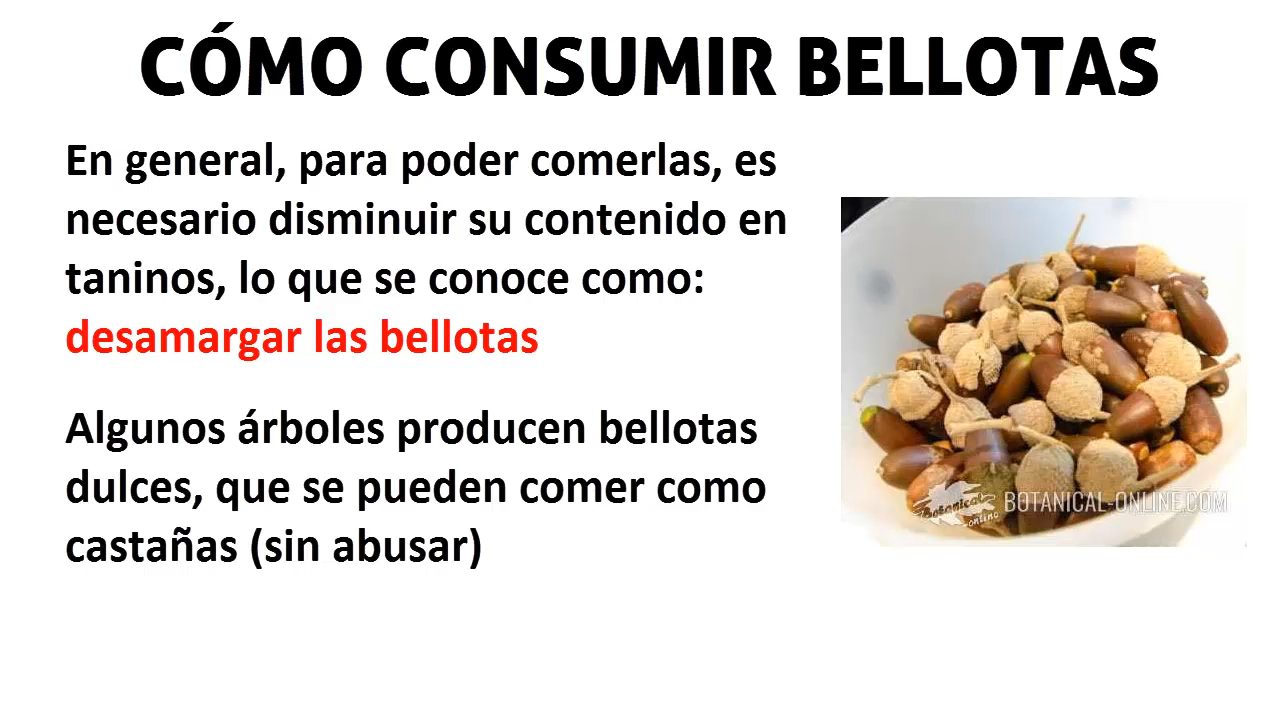 CÓMO CONSUMIR BELLOTAS
En general, para poder comerlas, es
necesario disminuir su contenido en
taninos, lo que se conoce como:
desamargar las bellotas
Algunos árboles producen bellotas
dulces, que se pueden comer como
castañas (sin abusar)
Botanical
-online
BOTANICAL-ONLINE.COM